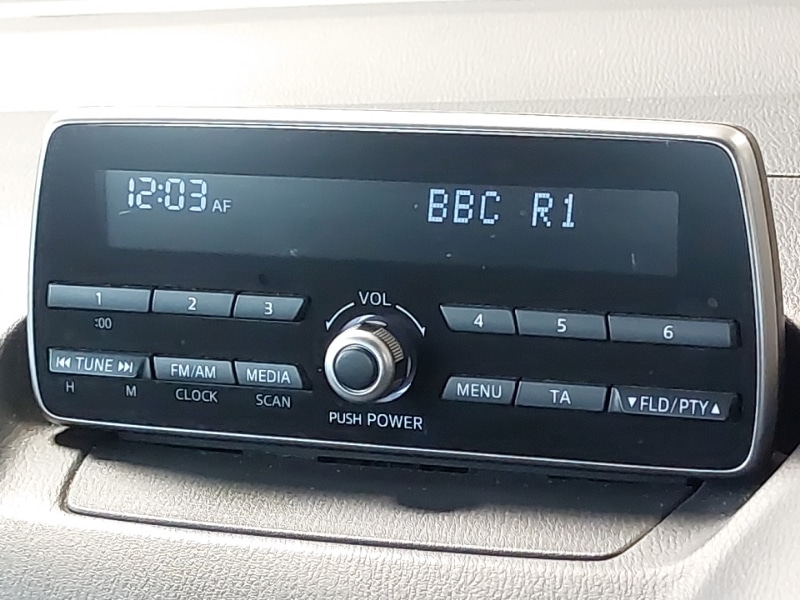 12:03 AF BBC R1
VOL
1 2 3 4 5 6
:00
⏮ TUNE ⏭ FM/AM MEDIA MENU TA ▼FLD/PTY▲
H M CLOCK SCAN
PUSH POWER